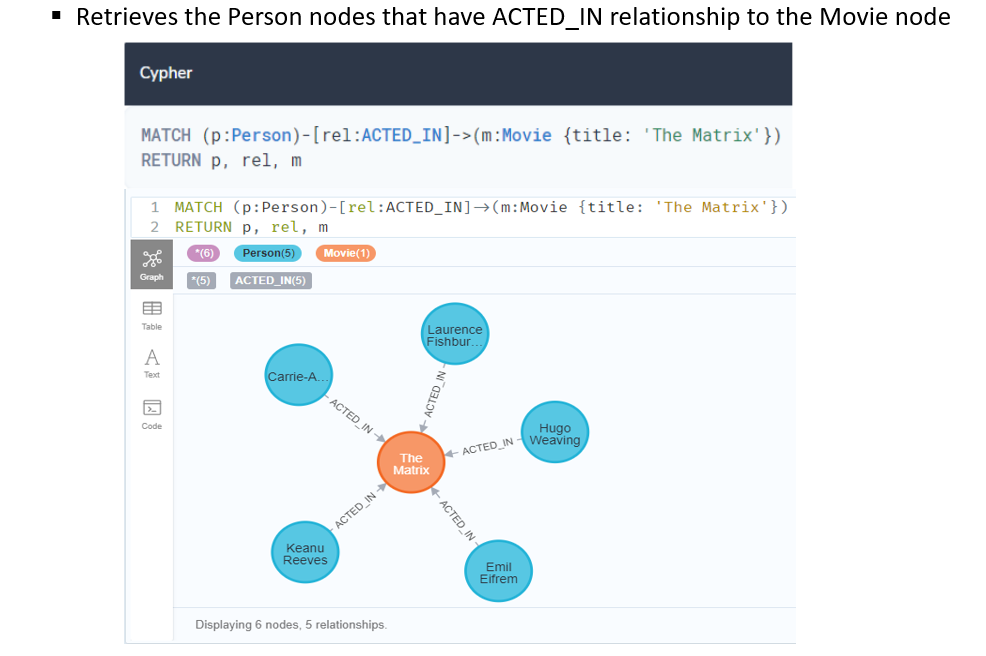 ▪ Retrieves the Person nodes that have ACTED_IN relationship to the Movie node
Cypher
MATCH (p:Person)-[rel:ACTED_IN]->(m:Movie {title: 'The Matrix'})
RETURN p, rel, m
1 MATCH (p:Person)-[rel:ACTED_IN]→(m:Movie {title: 'The Matrix'})
2 RETURN p, rel, m
*(6) Person(5) Movie(1)
*(5) ACTED_IN(5)
Graph
Table
Text
Code
Laurence
Fishbur...
Carrie-A...
Hugo
Weaving
The
Matrix
Keanu
Reeves
Emil
Eifrem
ACTED_IN
ACTED_IN
ACTED_IN
ACTED_IN
ACTED_IN
Displaying 6 nodes, 5 relationships.